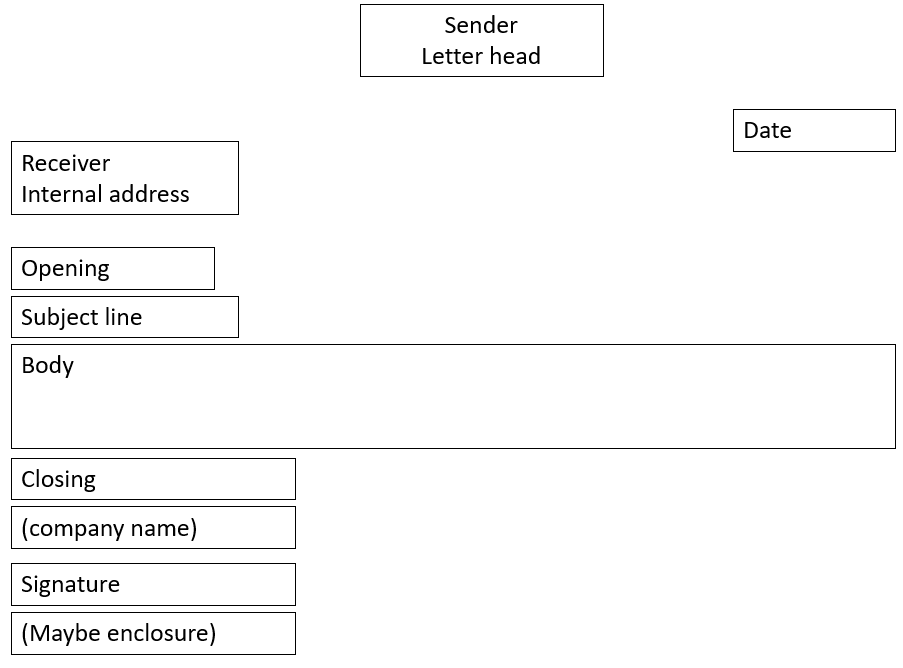 Sender
Letter head
Date
Receiver
Internal address
Opening
Subject line
Body
Closing
(company name)
Signature
(Maybe enclosure)